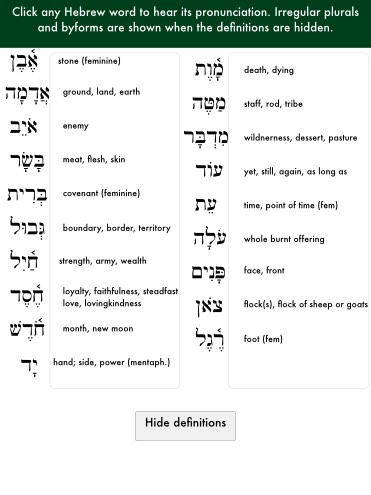 Click any Hebrew word to hear its pronunciation. Irregular plurals
and byforms are shown when the definitions are hidden.
אֶ֫בֶן stone (feminine)
אֲדָמָה ground, land, earth
אֹיֵב enemy
בָּשָׂר meat, flesh, skin
בְּרִית covenant (feminine)
גְּבוּל boundary, border, territory
חַ֫יִל strength, army, wealth
חֶ֫סֶד loyalty, faithfulness, steadfast
love, lovingkindness
חֹ֫דֶשׁ month, new moon
יָד hand; side, power (mentaph.)
מָ֫וֶת death, dying
מַטֶּה staff, rod, tribe
מִדְבָּר wildnerness, dessert, pasture
עוֹד yet, still, again, as long as
עֵת time, point of time (fem)
עֹלָה whole burnt offering
פָּנִים face, front
צֹאן flock(s), flock of sheep or goats
רֶ֫גֶל foot (fem)
Hide definitions